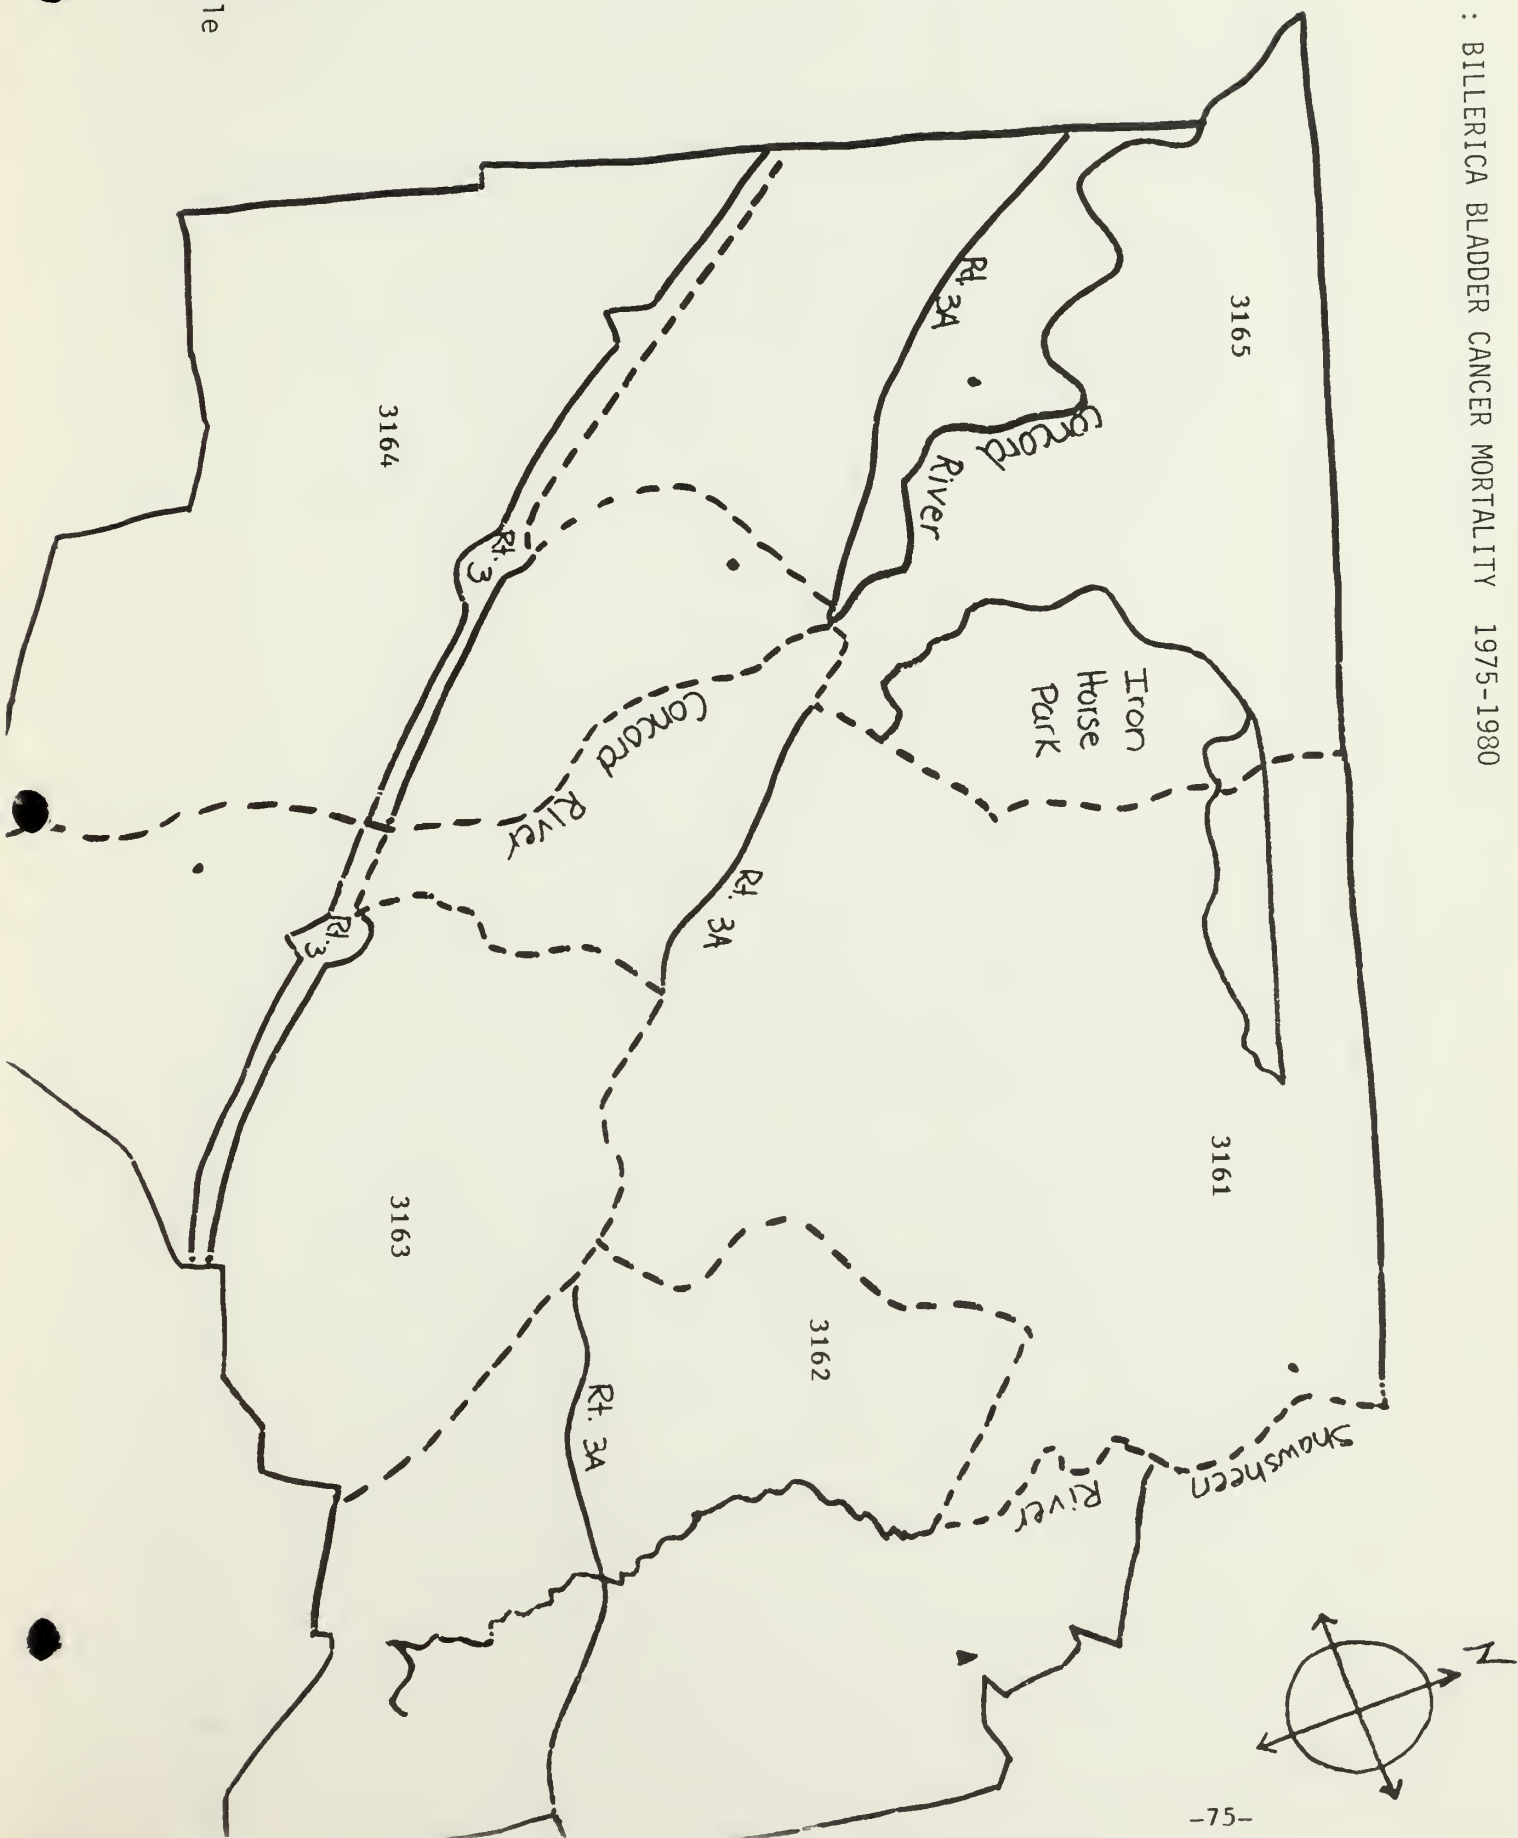 : BILLERICA BLADDER CANCER MORTALITY 1975-1980
le
3165
Rt. 3A
Concord
River
3164
Rt.
3
Iron
Horse
Park
Concord
River
Rt. 3A
Rt.
3
3161
3163
3162
Rt. 3A
Shawsheen
River
N
-75-